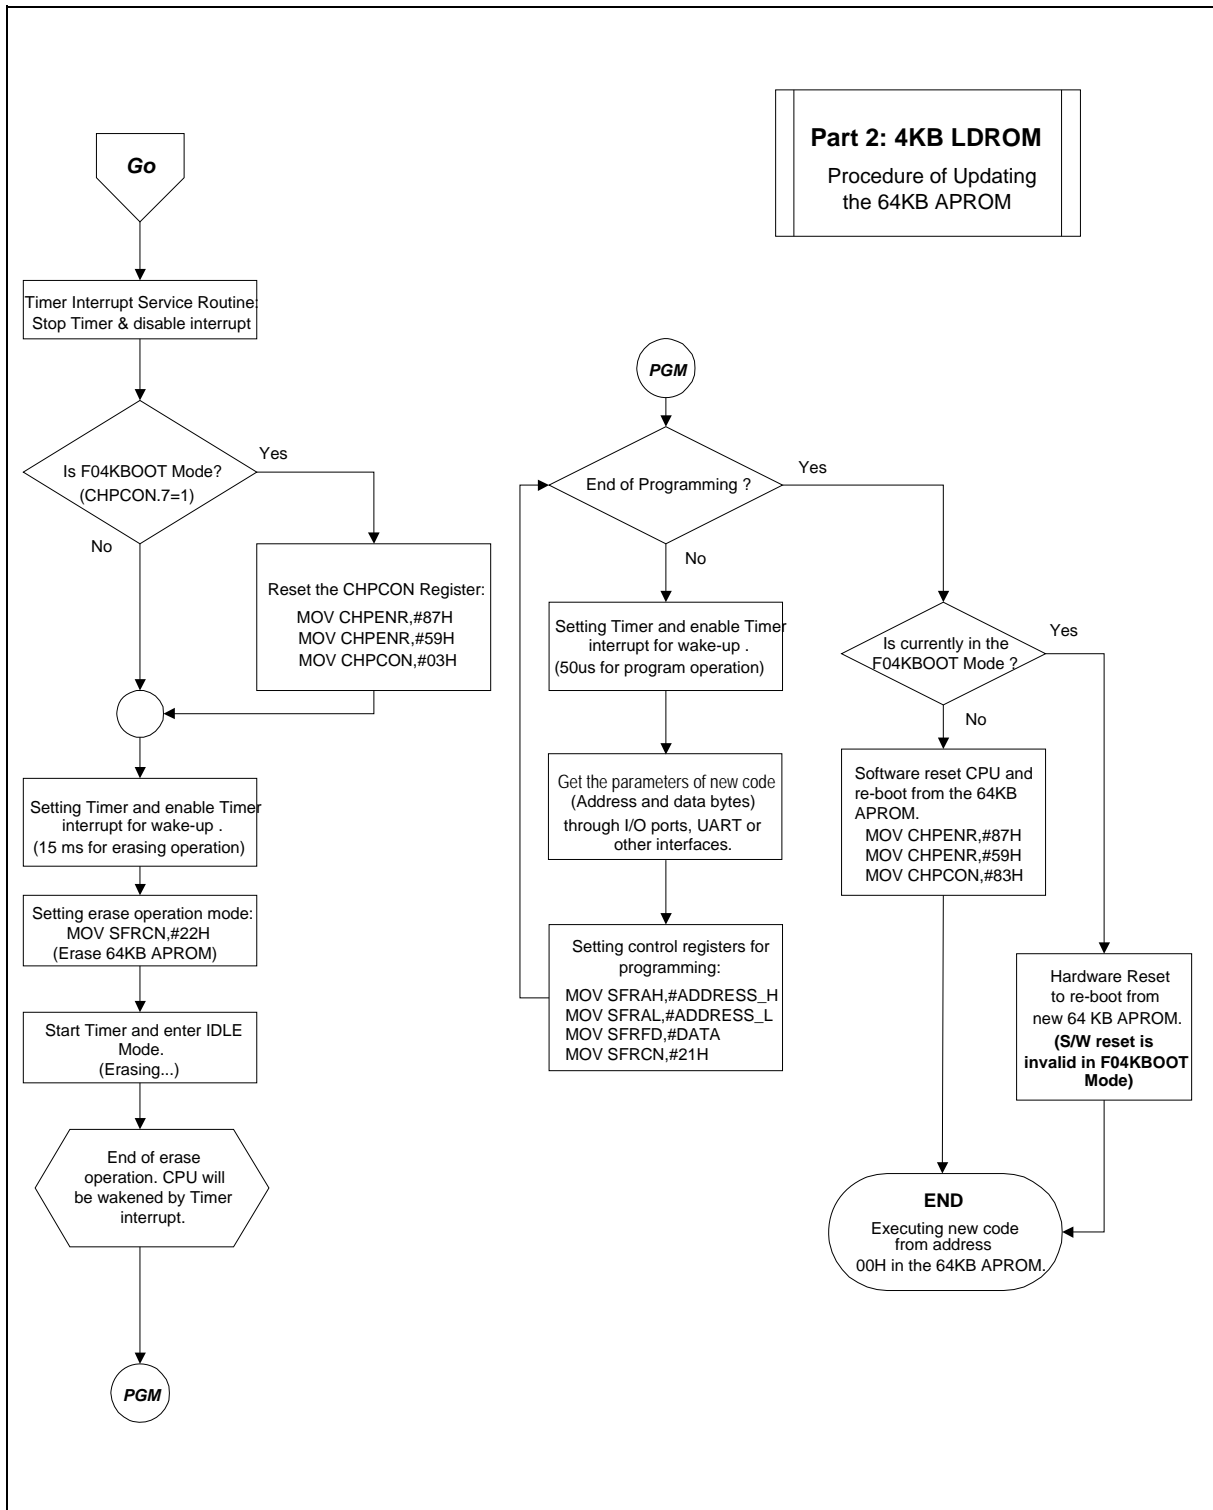 Part 2: 4KB LDROM
Procedure of Updating
the 64KB APROM
Go
Timer Interrupt Service Routine:
Stop Timer & disable interrupt
Is F04KBOOT Mode?
(CHPCON.7=1)
Yes
No
Reset the CHPCON Register:
MOV CHPENR,#87H
MOV CHPENR,#59H
MOV CHPCON,#03H
Setting Timer and enable Timer
interrupt for wake-up .
(15 ms for erasing operation)
Setting erase operation mode:
MOV SFRCN,#22H
(Erase 64KB APROM)
Start Timer and enter IDLE
Mode.
(Erasing...)
End of erase
operation. CPU will
be wakened by Timer
interrupt.
PGM
PGM
End of Programming ?
Yes
No
Setting Timer and enable Timer
interrupt for wake-up .
(50us for program operation)
Get the parameters of new code
(Address and data bytes)
through I/O ports, UART or
other interfaces.
Setting control registers for
programming:
MOV SFRAH,#ADDRESS_H
MOV SFRAL,#ADDRESS_L
MOV SFRFD,#DATA
MOV SFRCN,#21H
Is currently in the
F04KBOOT Mode ?
Yes
No
Software reset CPU and
re-boot from the 64KB
APROM.
MOV CHPENR,#87H
MOV CHPENR,#59H
MOV CHPCON,#83H
Hardware Reset
to re-boot from
new 64 KB APROM.
(S/W reset is
invalid in F04KBOOT
Mode)
END
Executing new code
from address
00H in the 64KB APROM.